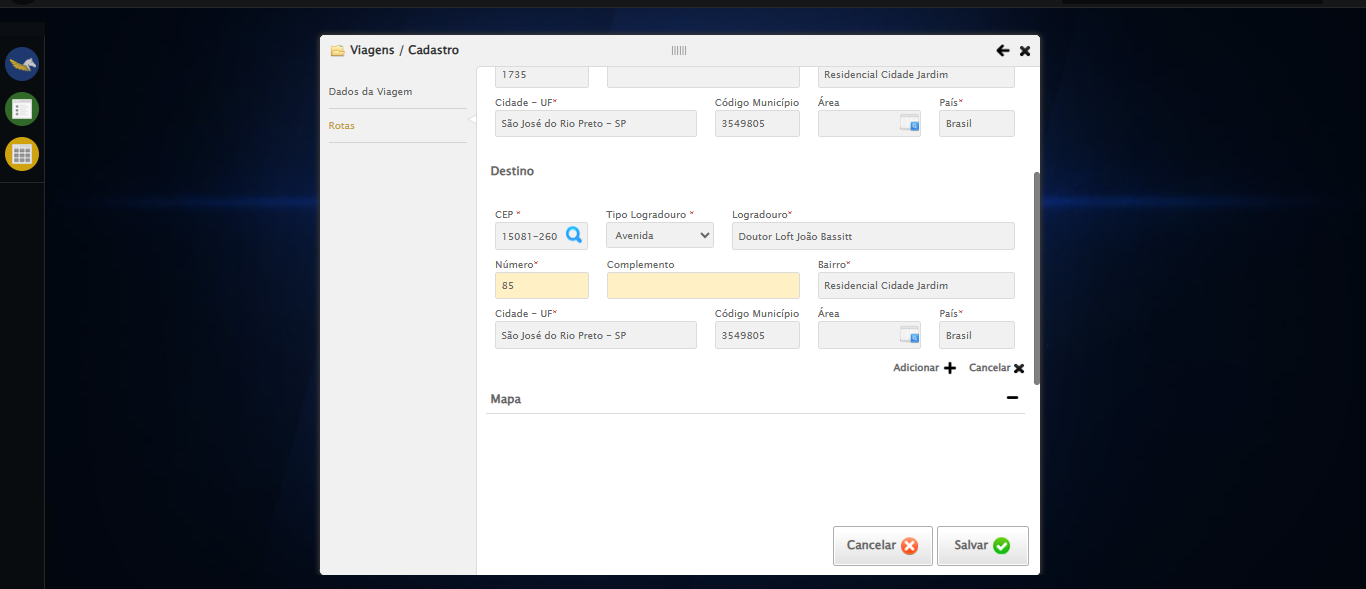 Viagens / Cadastro
Dados da Viagem
Rotas
1735
Residencial Cidade Jardim
Cidade - UF* Código Município Área País*
São José do Rio Preto - SP 3549805 Brasil
Destino
CEP * Tipo Logradouro * Logradouro*
15081-260 Avenida Doutor Loft João Bassitt
Número* Complemento Bairro*
85 Residencial Cidade Jardim
Cidade - UF* Código Município Área País*
São José do Rio Preto - SP 3549805 Brasil
Adicionar Cancelar
Mapa
Cancelar Salvar